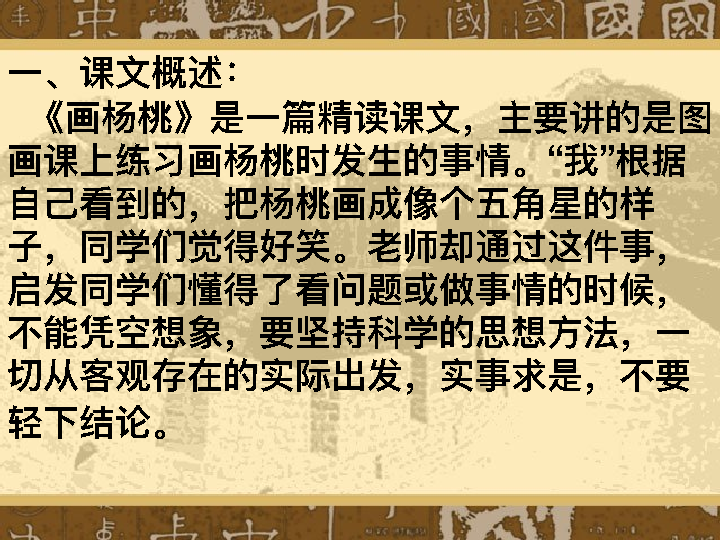 一、课文概述：
《画杨桃》是一篇精读课文，主要讲的是图
画课上练习画杨桃时发生的事情。“我”根据
自己看到的，把杨桃画成像个五角星的样
子，同学们觉得好笑。老师却通过这件事，
启发同学们懂得了看问题或做事情的时候，
不能凭空想象，要坚持科学的思想方法，一
切从客观存在的实际出发，实事求是，不要
轻下结论。